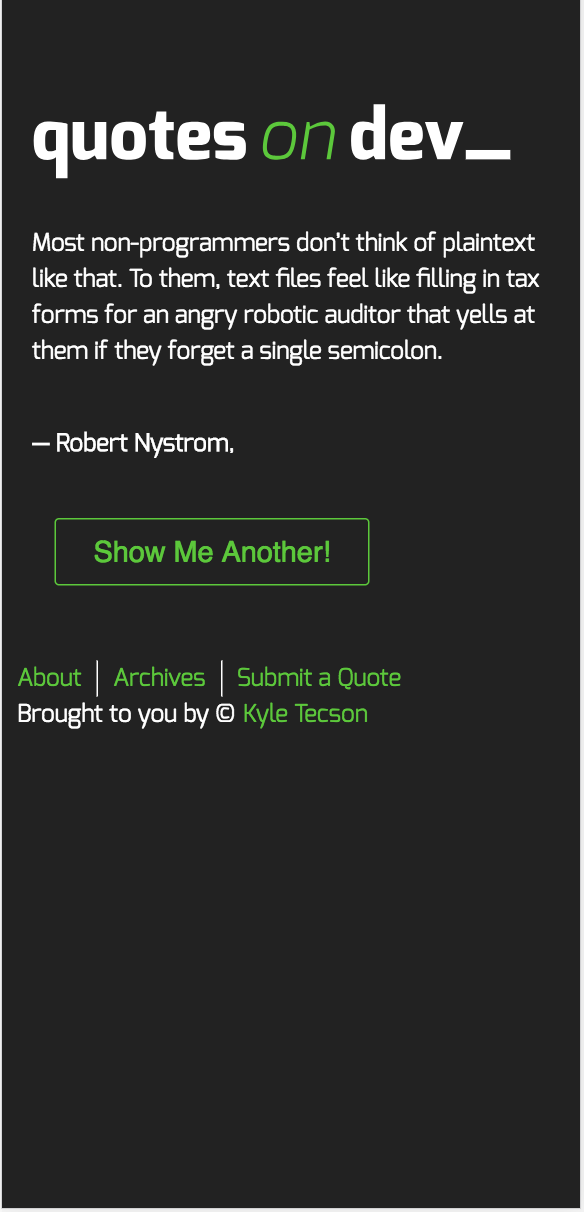 quotes on dev_
Most non-programmers don't think of plaintext
like that. To them, text files feel like filling in tax
forms for an angry robotic auditor that yells at
them if they forget a single semicolon.
— Robert Nystrom,
Show Me Another!
About | Archives | Submit a Quote
Brought to you by © Kyle Tecson